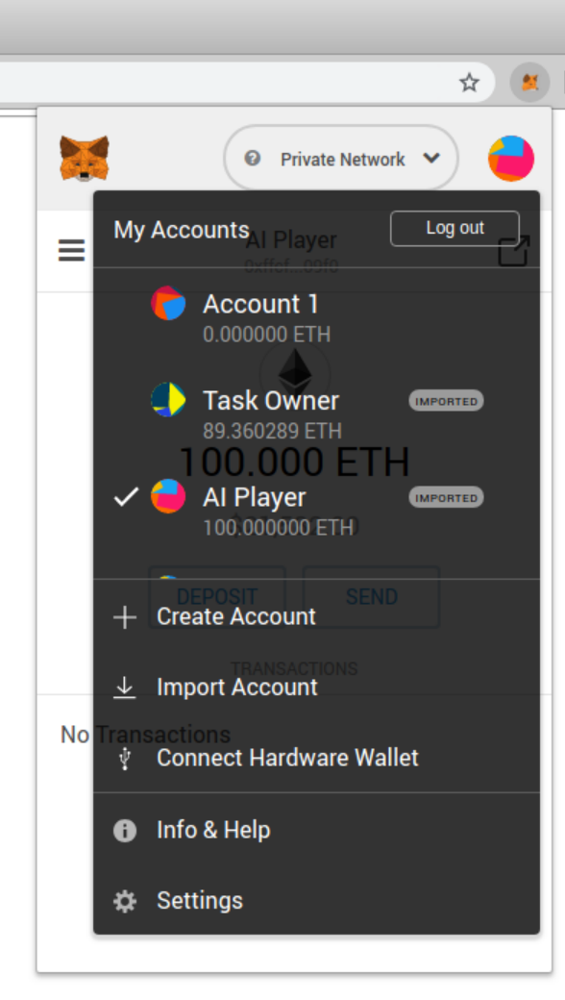 Private Network
My Accounts
Log out
AI Player
0xffcf...09f0
Account 1
0.000000 ETH
Task Owner
IMPORTED
89.360289 ETH
100.000 ETH
AI Player
IMPORTED
100.000000 ETH
DEPOSIT
SEND
Create Account
TRANSACTIONS
Import Account
No Transactions
Connect Hardware Wallet
Info & Help
Settings